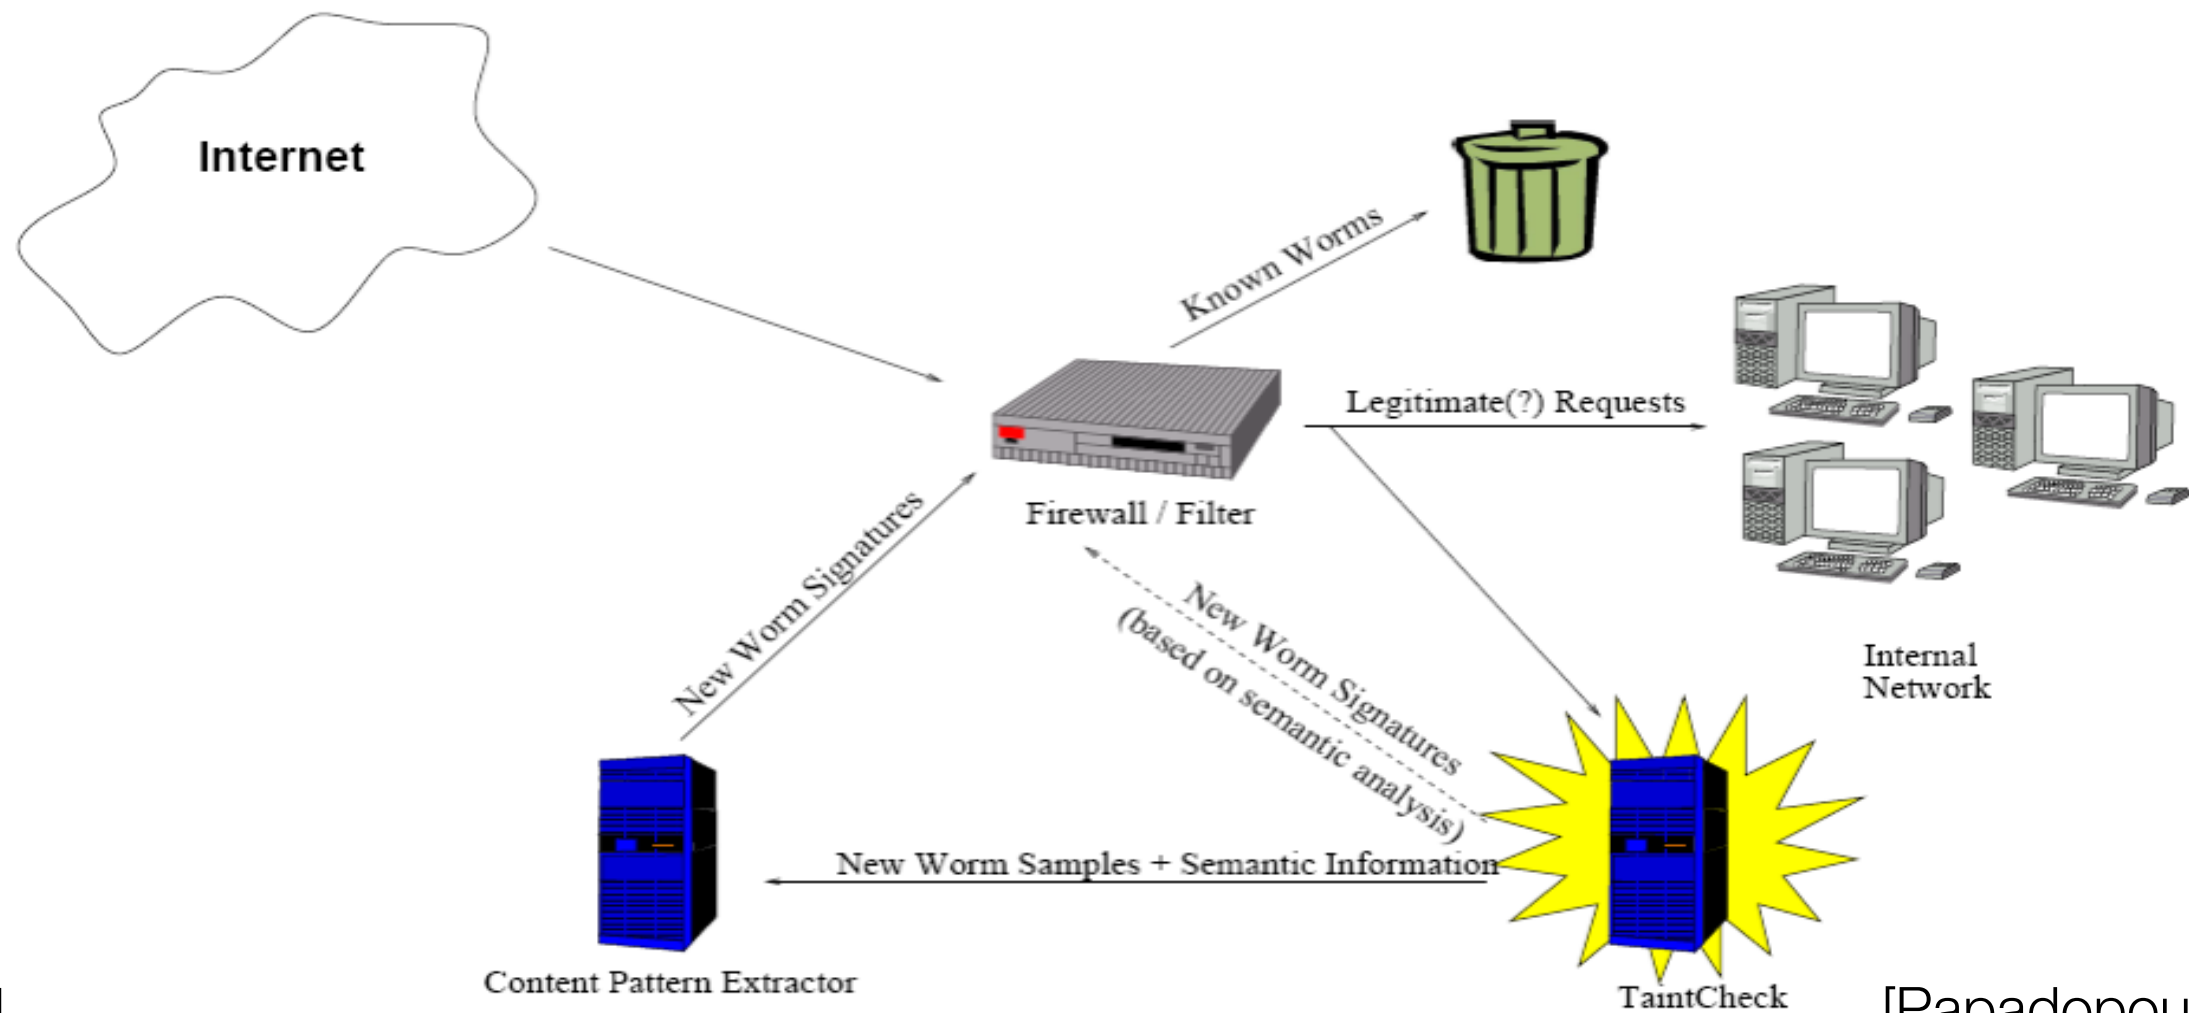 Internet
Known Worms
Legitimate(?) Requests
Firewall / Filter
New Worm Signatures
New Worm Signatures
(based on semantic analysis)
Internal
Network
New Worm Samples + Semantic Information
Content Pattern Extractor
TaintCheck